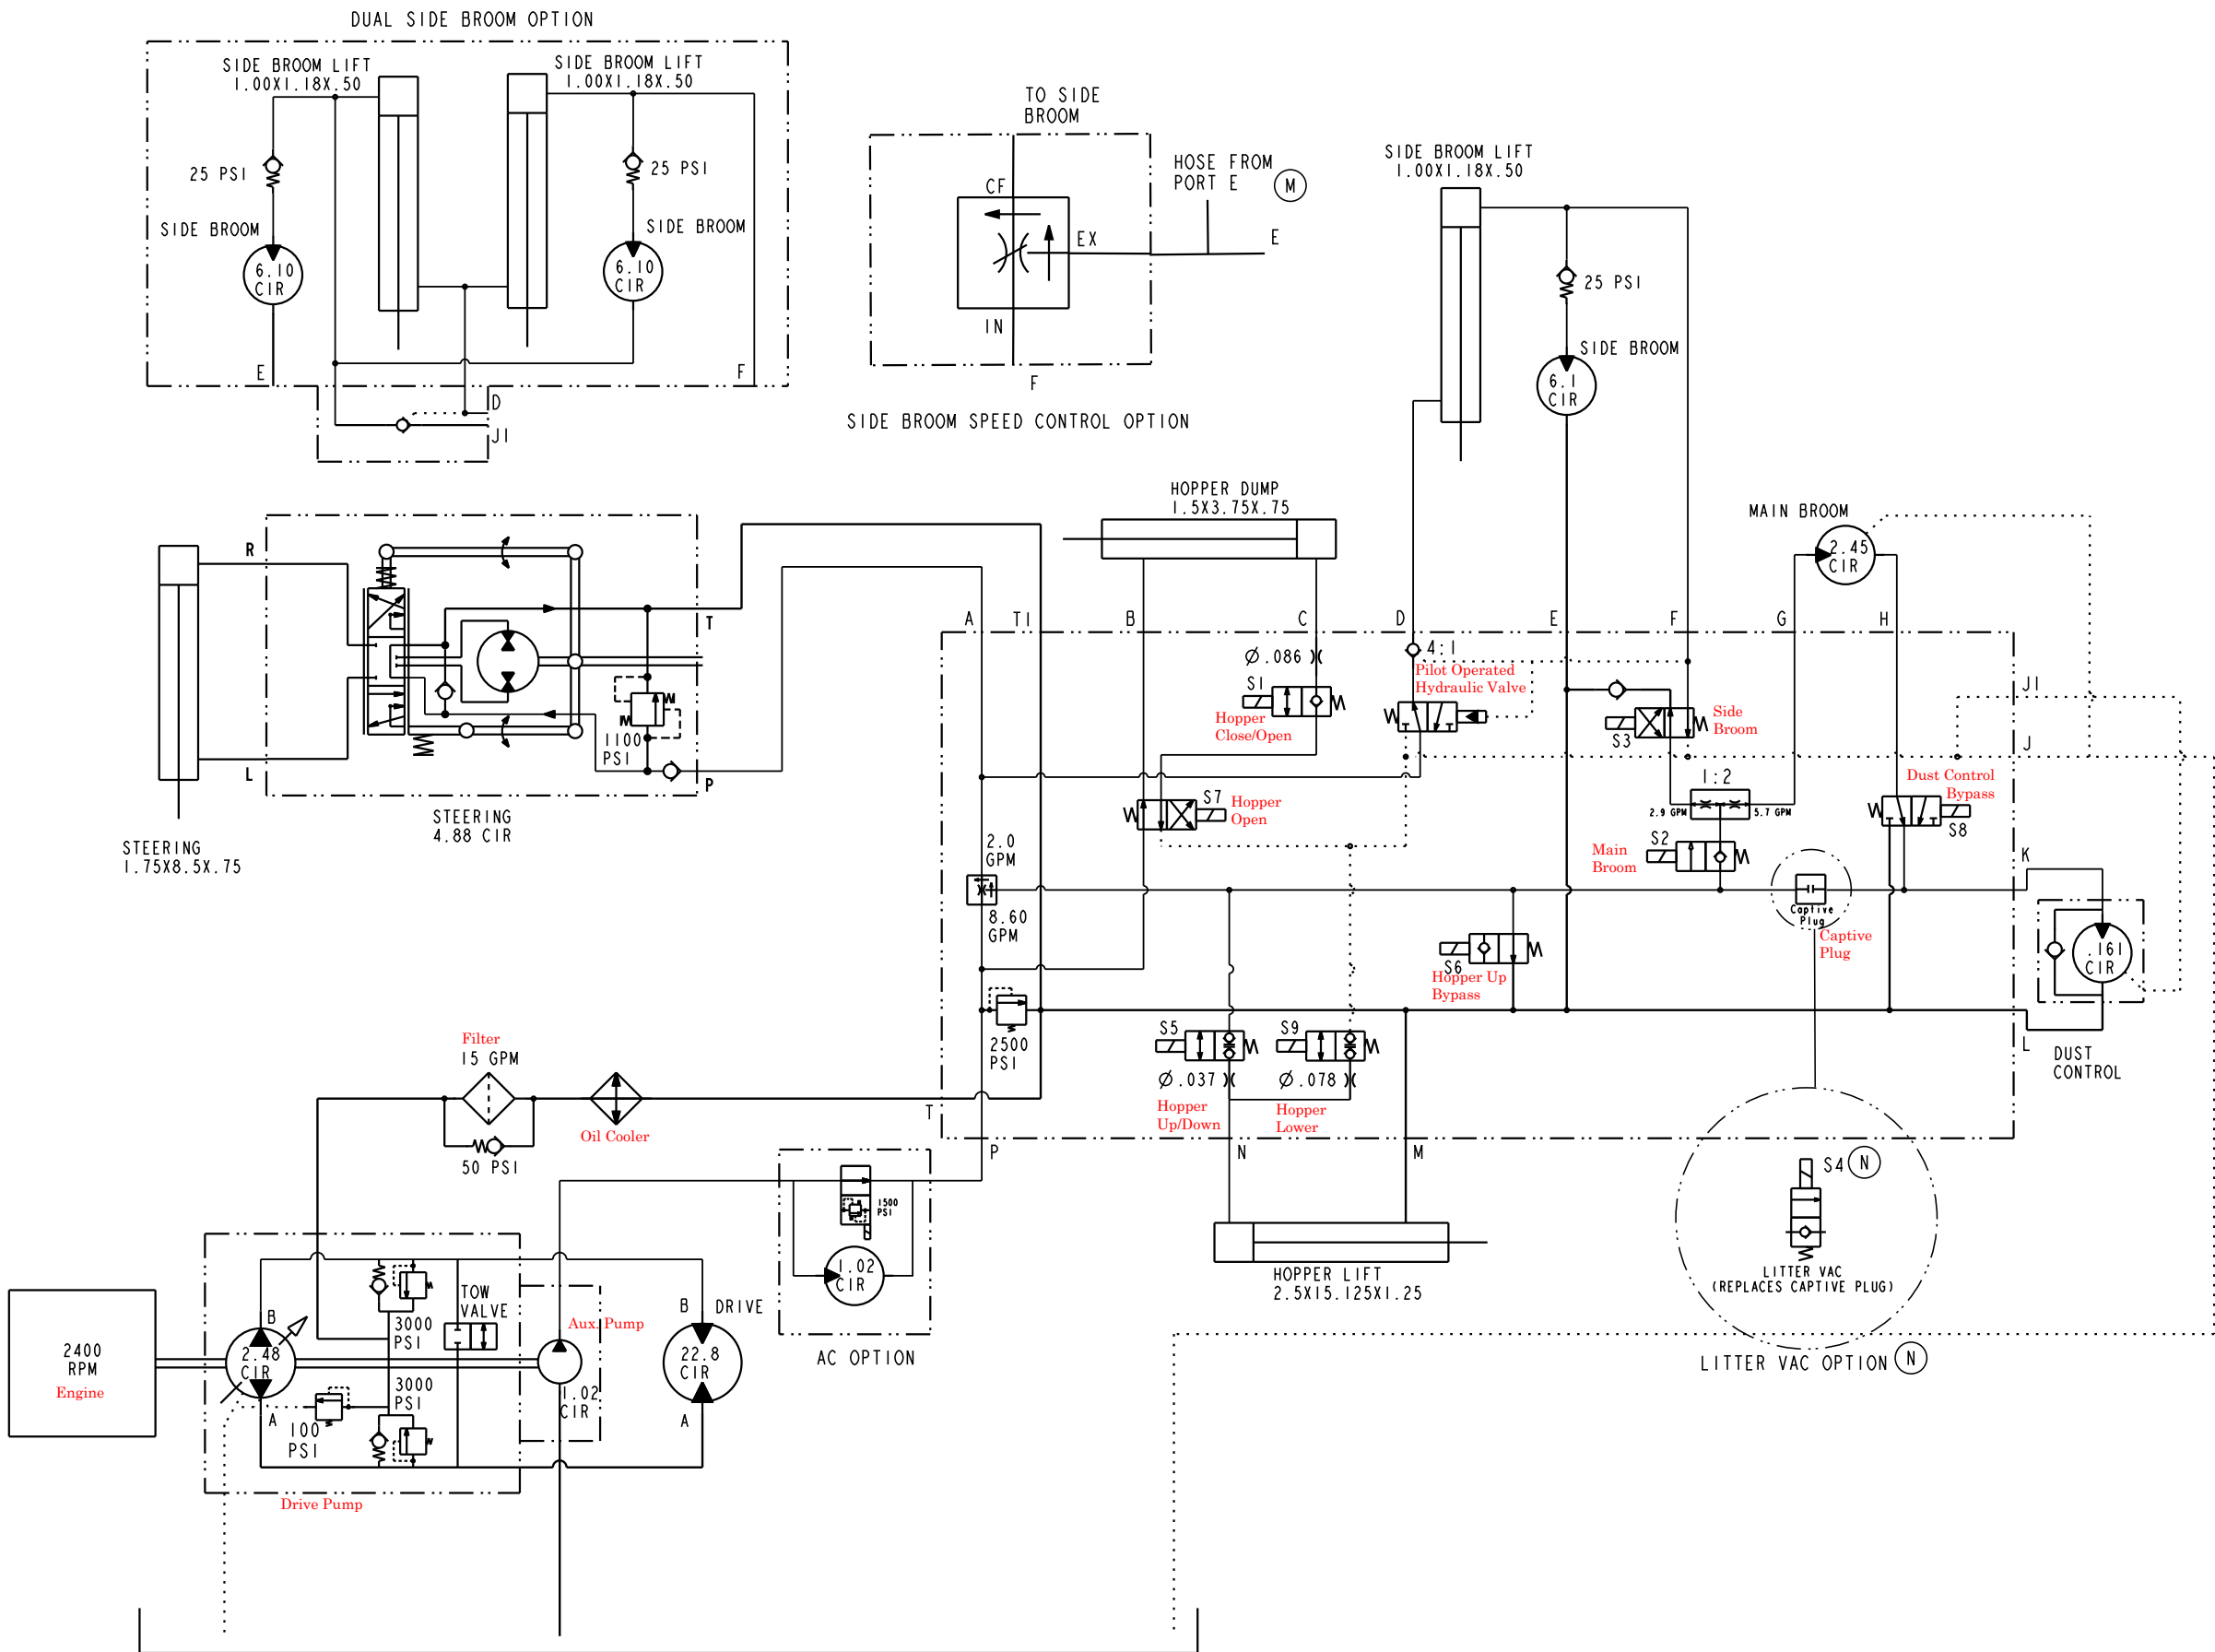 DUAL SIDE BROOM OPTION
SIDE BROOM LIFT
1.00X1.18X.50
SIDE BROOM LIFT
1.00X1.18X.50
25 PSI
25 PSI
SIDE BROOM
SIDE BROOM
6.10
CIR
6.10
CIR
E
F
D
J1
TO SIDE
BROOM
HOSE FROM
PORT E
M
CF
EX
E
IN
F
SIDE BROOM SPEED CONTROL OPTION
SIDE BROOM LIFT
1.00X1.18X.50
25 PSI
SIDE BROOM
6.1
CIR
HOPPER DUMP
1.5X3.75X.75
MAIN BROOM
2.45
CIR
R
L
T
P
1100
PSI
STEERING
4.88 CIR
STEERING
1.75X8.5X.75
A
T1
B
C
D
E
F
G
H
Ø.086
4:1
Pilot Operated
Hydraulic Valve
S1
Hopper
Close/Open
S3
Side
Broom
J1
J
S7
Hopper
Open
1:2
2.9 GPM
5.7 GPM
Dust Control
Bypass
S8
S2
Main
Broom
2.0
GPM
8.60
GPM
Captive
Plug
Captive
Plug
K
.161
CIR
S6
Hopper Up
Bypass
2500
PSI
S5
S9
Ø.037
Ø.078
Hopper
Up/Down
Hopper
Lower
L
DUST
CONTROL
Filter
15 GPM
Oil Cooler
50 PSI
T
P
N
M
1500
PSI
1.02
CIR
AC OPTION
HOPPER LIFT
2.5X15.125X1.25
S4
N
LITTER VAC
(REPLACES CAPTIVE PLUG)
LITTER VAC OPTION
N
2400
RPM
Engine
B
2.48
CIR
A
3000
PSI
3000
PSI
100
PSI
TOW
VALVE
Aux. Pump
1.02
CIR
B
DRIVE
22.8
CIR
A
Drive Pump